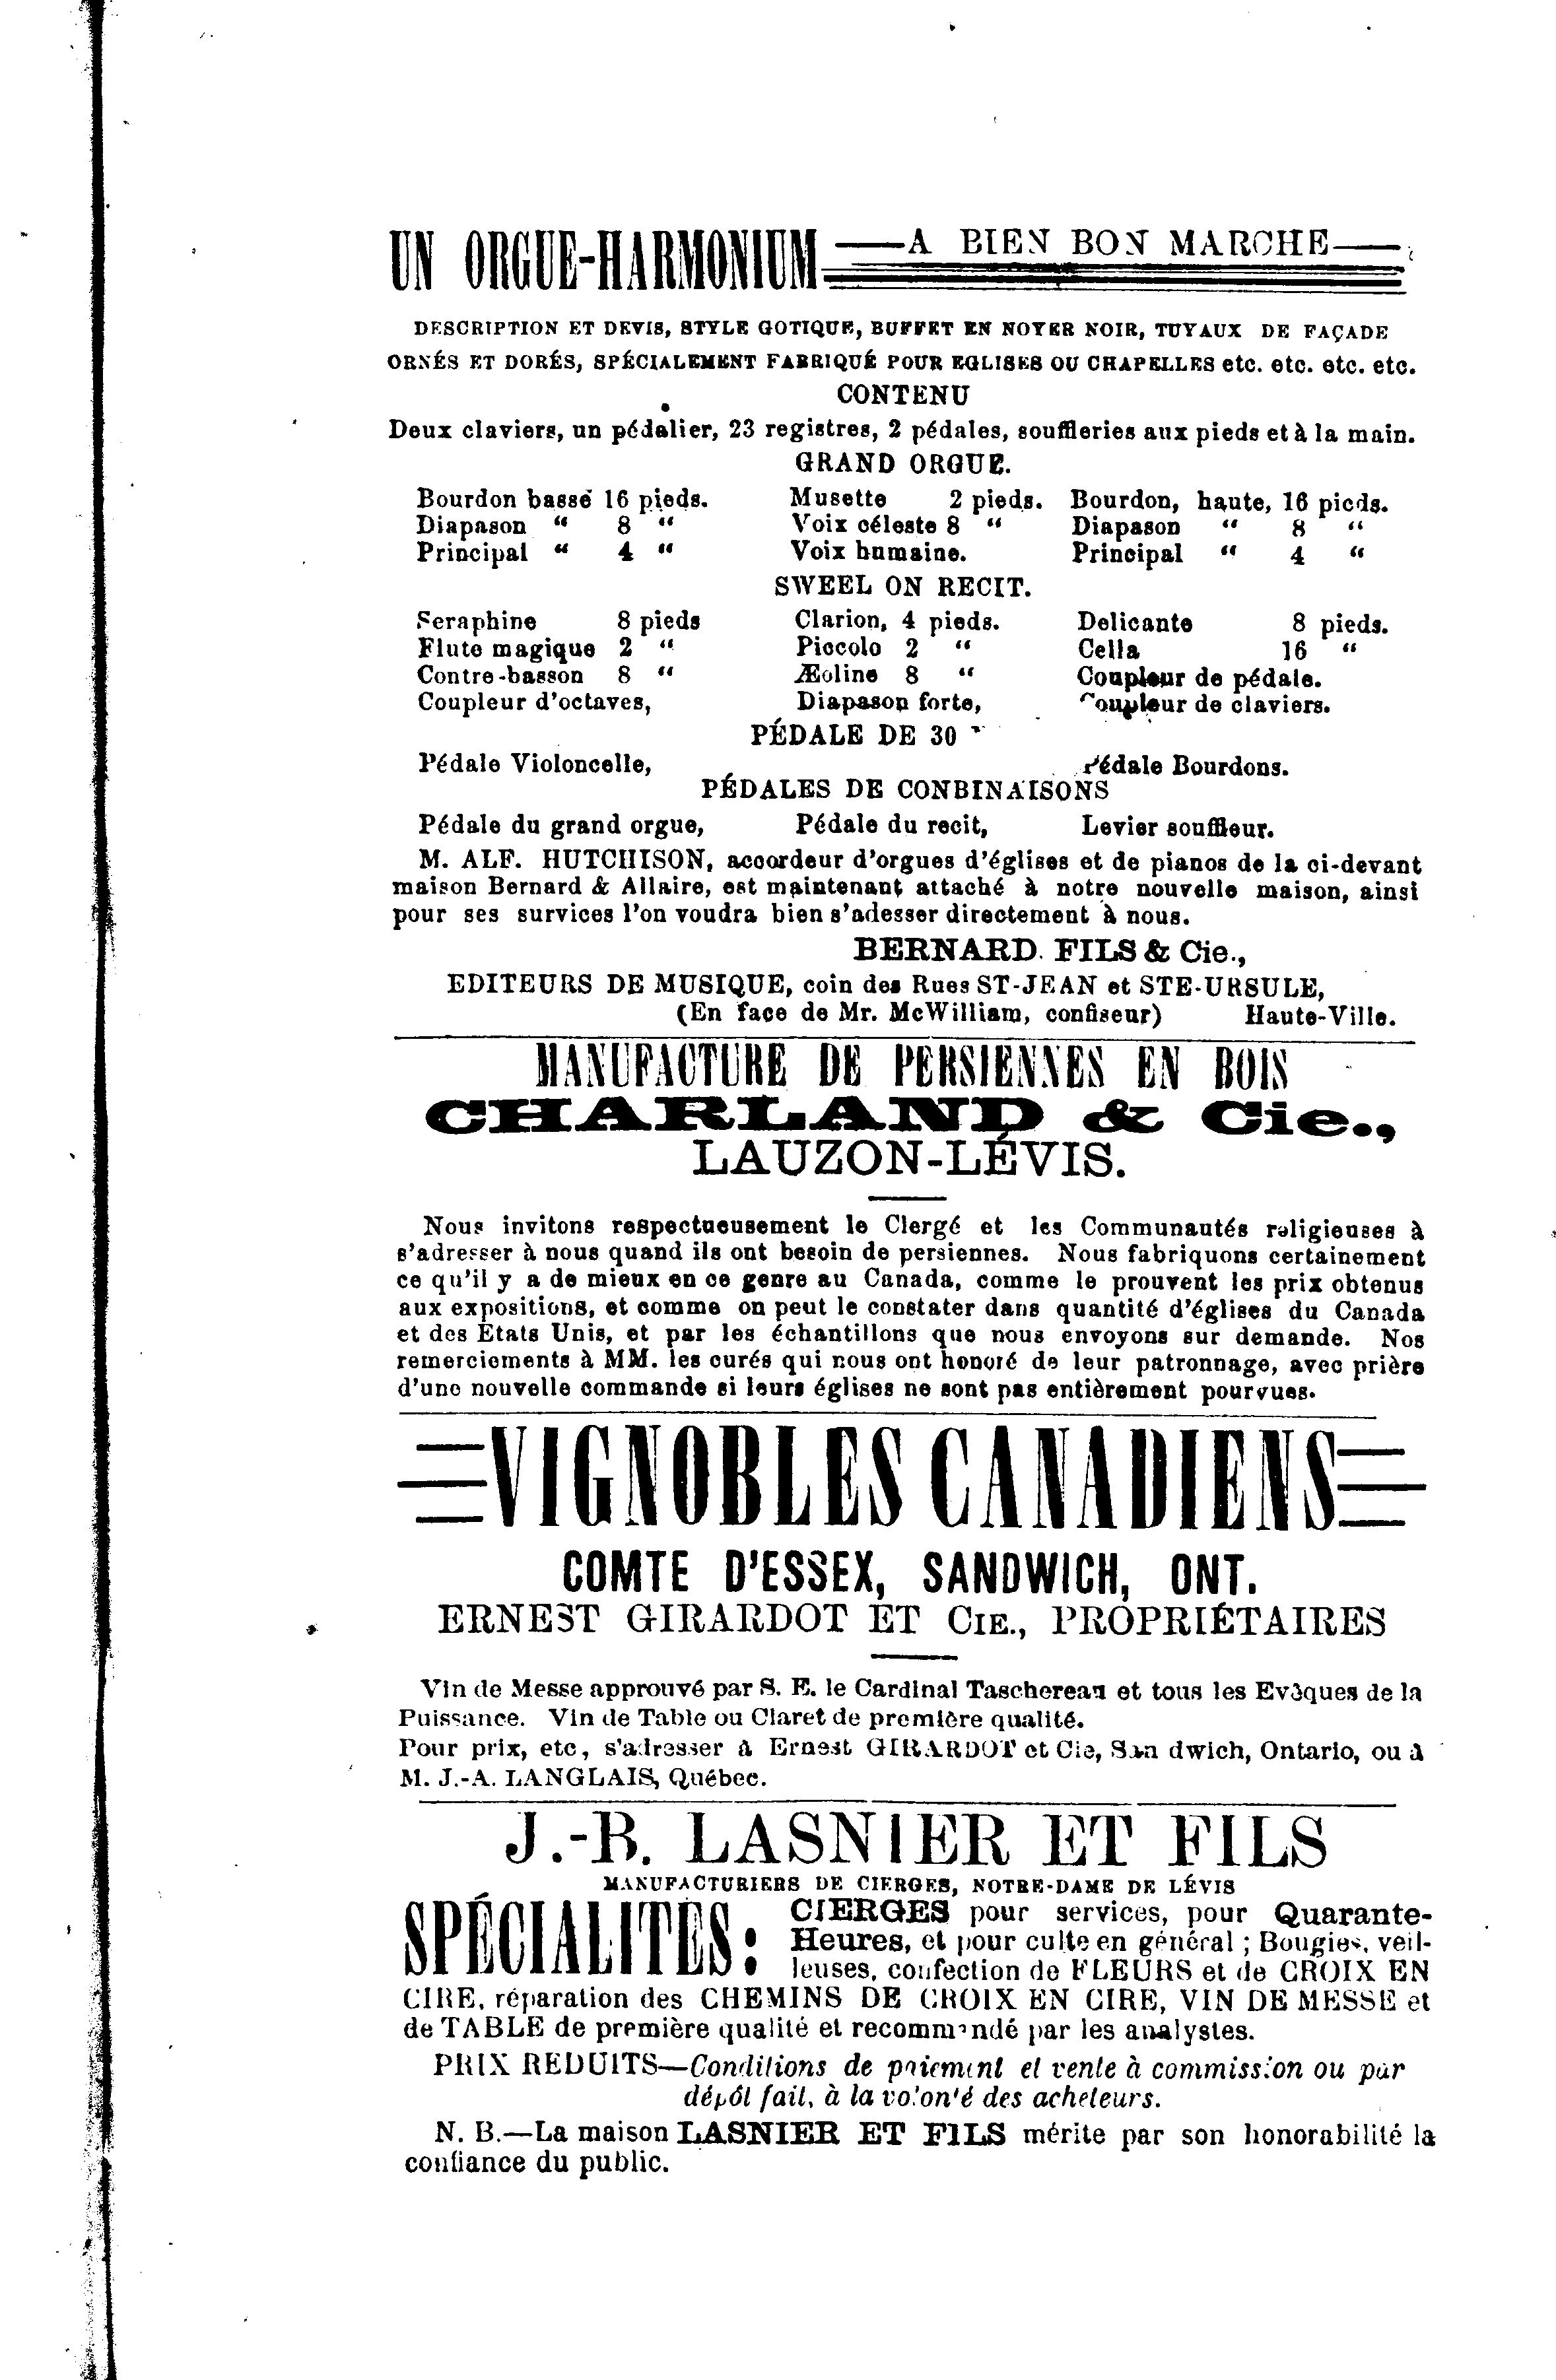 UN ORGUE-HARMONIUM —A BIEN BON MARCHE—
DESCRIPTION ET DEVIS, STYLE GOTIQUE, BUFFET EN NOYER NOIR, TUYAUX DE FAÇADE
ORNÉS ET DORÉS, SPÉCIALEMENT FABRIQUÉ POUR EGLISES OU CHAPELLES etc. etc. etc. etc.
CONTENU
Deux claviers, un pédalier, 23 registres, 2 pédales, souffleries aux pieds et à la main.
GRAND ORGUE.
Bourdon basse 16 pieds. Musette 2 pieds. Bourdon, haute, 16 pieds.
Diapason “ 8 “ Voix céleste 8 “ Diapason “ 8 “
Principal “ 4 “ Voix humaine. Principal “ 4 “
SWEEL ON RECIT.
Seraphine 8 pieds Clarion, 4 pieds. Delicante 8 pieds.
Flute magique 2 “ Piccolo 2 “ Cella 16 “
Contre-basson 8 “ Æoline 8 “ Coupleur de pédale.
Coupleur d'octaves, Diapason forte, Coupleur de claviers.
PÉDALE DE 30
Pédale Violoncelle, Pédale Bourdons.
PÉDALES DE CONBINAISONS
Pédale du grand orgue, Pédale du recit, Levier souffleur.
M. ALF. HUTCHISON, accordeur d'orgues d'églises et de pianos de la ci-devant
maison Bernard & Allaire, est maintenant attaché à notre nouvelle maison, ainsi
pour ses survices l'on voudra bien s'adesser directement à nous.
BERNARD. FILS & Cie.,
EDITEURS DE MUSIQUE, coin des Rues ST-JEAN et STE-URSULE,
(En face de Mr. McWilliam, confiseur) Haute-Ville.
MANUFACTURE DE PERSIENNES EN BOIS
CHARLAND & Cie.,
LAUZON-LÉVIS.
Nous invitons respectueusement le Clergé et les Communautés religieuses à
s'adresser à nous quand ils ont besoin de persiennes. Nous fabriquons certainement
ce qu'il y a de mieux en ce genre au Canada, comme le prouvent les prix obtenus
aux expositions, et comme on peut le constater dans quantité d'églises du Canada
et des Etats Unis, et par les échantillons que nous envoyons sur demande. Nos
remerciements à MM. les curés qui nous ont honoré de leur patronnage, avec prière
d'une nouvelle commande si leurs églises ne sont pas entièrement pourvues.
VIGNOBLES CANADIENS
COMTE D'ESSEX, SANDWICH, ONT.
ERNEST GIRARDOT ET CIE., PROPRIÉTAIRES
Vin de Messe approuvé par S. E. le Cardinal Taschereau et tous les Evêques de la
Puissance. Vin de Table ou Claret de première qualité.
Pour prix, etc, s'adresser à Ernest GIRARDOT et Cie, San dwich, Ontario, ou à
M. J.-A. LANGLAIS, Québec.
J.-B. LASNIER ET FILS
MANUFACTURIERS DE CIERGES, NOTRE-DAME DE LÉVIS
SPÉCIALITES: CIERGES pour services, pour Quarante-
Heures, et pour culte en général ; Bougies, veil-
leuses, confection de FLEURS et de CROIX EN
CIRE, réparation des CHEMINS DE CROIX EN CIRE, VIN DE MESSE et
de TABLE de première qualité et recommandé par les analystes.
PRIX REDUITS—Conditions de paiement et vente à commission ou par
dépôt fait, à la volonté des acheteurs.
N. B.—La maison LASNIER ET FILS mérite par son honorabilité la
confiance du public.